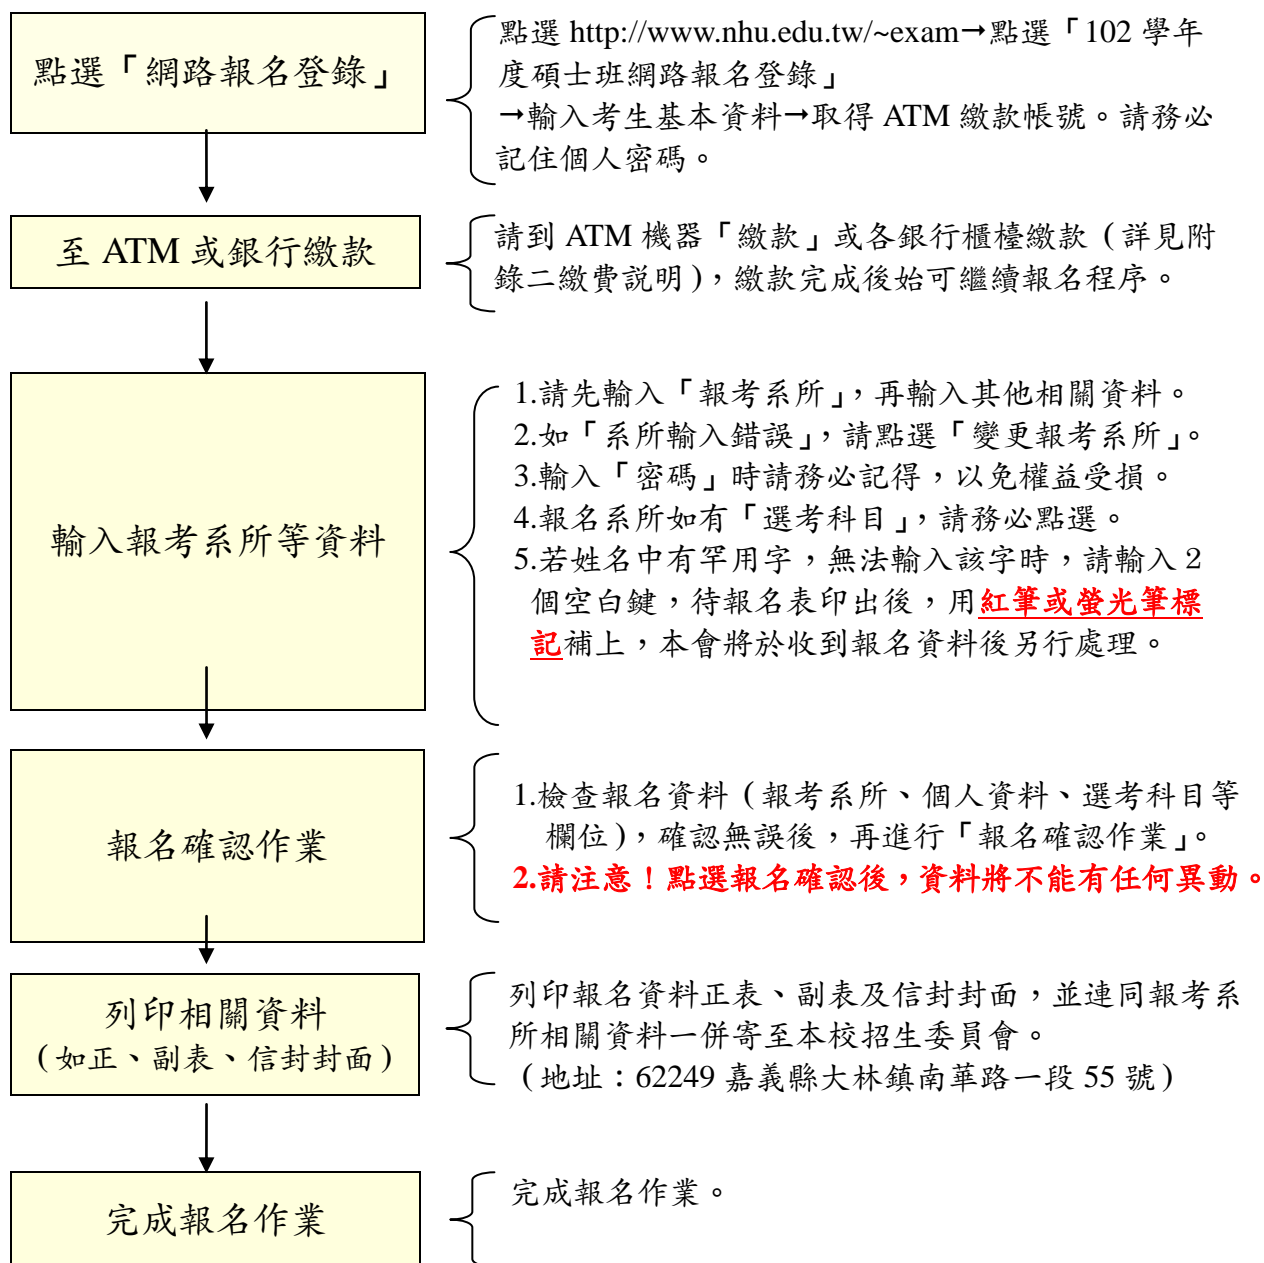 點選「網路報名登錄」
點選 http://www.nhu.edu.tw/~exam→點選「102 學年
度碩士班網路報名登錄」
→輸入考生基本資料→取得 ATM 繳款帳號。請務必
記住個人密碼。
至 ATM 或銀行繳款
請到 ATM 機器「繳款」或各銀行櫃檯繳款（詳見附
錄二繳費說明），繳款完成後始可繼續報名程序。
輸入報考系所等資料
1.請先輸入「報考系所」，再輸入其他相關資料。
2.如「系所輸入錯誤」，請點選「變更報考系所」。
3.輸入「密碼」時請務必記得，以免權益受損。
4.報名系所如有「選考科目」，請務必點選。
5.若姓名中有罕用字，無法輸入該字時，請輸入２
個空白鍵，待報名表印出後，用紅筆或螢光筆標
記補上，本會將於收到報名資料後另行處理。
報名確認作業
1.檢查報名資料（報考系所、個人資料、選考科目等
欄位），確認無誤後，再進行「報名確認作業」。
2.請注意！點選報名確認後，資料將不能有任何異動。
列印相關資料
（如正、副表、信封封面）
列印報名資料正表、副表及信封封面，並連同報考系
所相關資料一併寄至本校招生委員會。
（地址：62249 嘉義縣大林鎮南華路一段 55 號）
完成報名作業
完成報名作業。